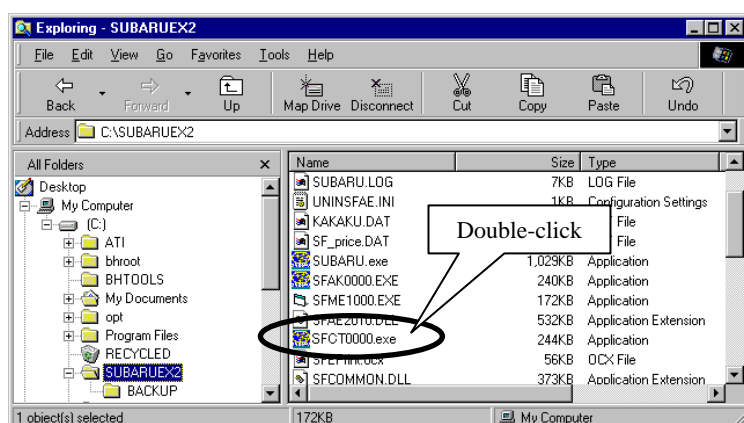 Exploring - SUBARUEX2
File Edit View Go Favorites Tools Help
Back Forward Up Map Drive Disconnect Cut Copy Paste Undo
Address C:\SUBARUEX2
All Folders
Desktop
My Computer
(C:)
ATI
bhroot
BHTOOLS
My Documents
opt
Program Files
RECYCLED
SUBARUEX2
BACKUP
Name Size Type
SUBARU.LOG 7KB LOG File
UNINSFAE.INI 1KB Configuration Settings
KAKAKU.DAT File
SF_price.DAT File
SUBARU.exe 1,029KB Application
SFAK0000.EXE 240KB Application
SFME1000.EXE 172KB Application
SFAE2010.DLL 532KB Application Extension
SFCT0000.exe 244KB Application
56KB OCX File
SFCOMMON.DLL 373KB Application Extension
Double-click
1 object(s) selected 172KB My Computer